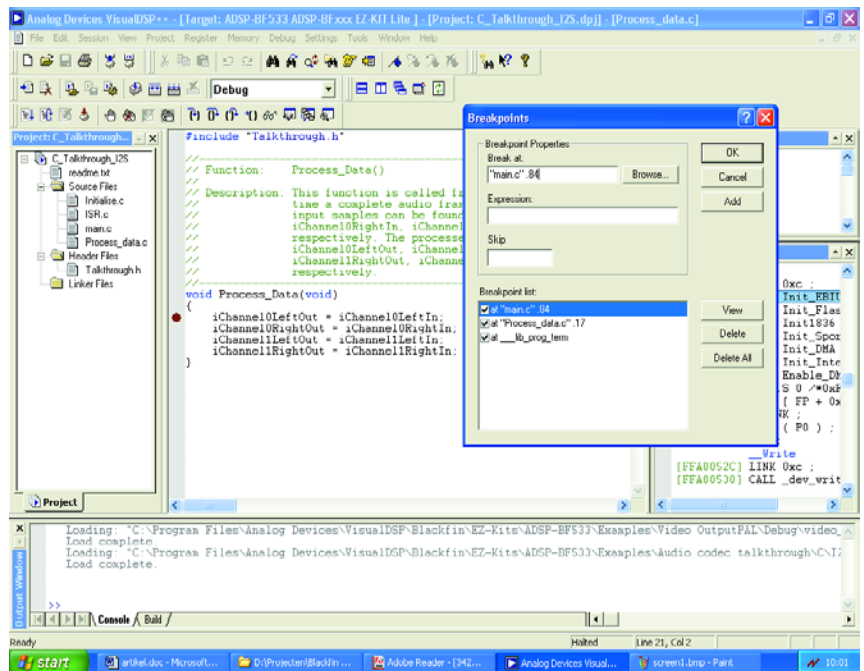 Analog Devices VisualDSP++ - [Target: ADSP-BF533 ADSP-BFxxx EZ-KIT Lite ] - [Project: C_Talkthrough_I2S.dpj] - [Process_data.c]
File Edit Session View Project Register Memory Debug Settings Tools Window Help
Debug
Project: C_Talkthrough...
C_Talkthrough_I2S
readme.txt
Source Files
Initialise.c
ISR.c
main.c
Process_data.c
Header Files
Talkthrough.h
Linker Files
Project
#include "Talkthrough.h"
//
// Function: Process_Data()
//
// Description: This function is called
// time a complete audio
// input samples can be found
// iChannel0RightIn,
// respectively. The
// iChannel0LeftOut,
// iChannel1RightOut,
// respectively.
//
void Process_Data(void)
{
iChannel0LeftOut = iChannel0LeftIn;
iChannel0RightOut = iChannel0RightIn;
iChannel1LeftOut = iChannel1LeftIn;
iChannel1RightOut = iChannel1RightIn;
}
Breakpoints
Breakpoint Properties
Break at:
"main.c" .84
Browse...
Expression:
Skip
OK
Cancel
Add
Breakpoint list:
at "main.c" .84
at "Process_data.c" .17
at ___lib_prog_term
View
Delete
Delete All
0xc ;
Init_EBIU
Init_Flas
Init1836
Init_Spor
Init_DMA
Init_Inte
Enable_DM
S 0
[ FP + 0x
( P0 ) ;
__Write
[FFA0052C] LINK 0xc ;
[FFA00530] CALL _dev_writ
Loading: "C:\Program Files\Analog Devices\VisualDSP\Blackfin\EZ-Kits\ADSP-BF533\Examples\Video OutputPAL\Debug\video_
Load complete.
Loading: "C:\Program Files\Analog Devices\VisualDSP\Blackfin\EZ-Kits\ADSP-BF533\Examples\Audio codec talkthrough\C\I2
Load complete.
>>
Output Window
Console Build
Ready
Halted
Line 21, Col 2
start
artikel.doc - Microsoft...
D:\Projecten\Blackfin ...
Adobe Reader - [342...
Analog Devices Visual...
screen1.bmp - Paint
10:01